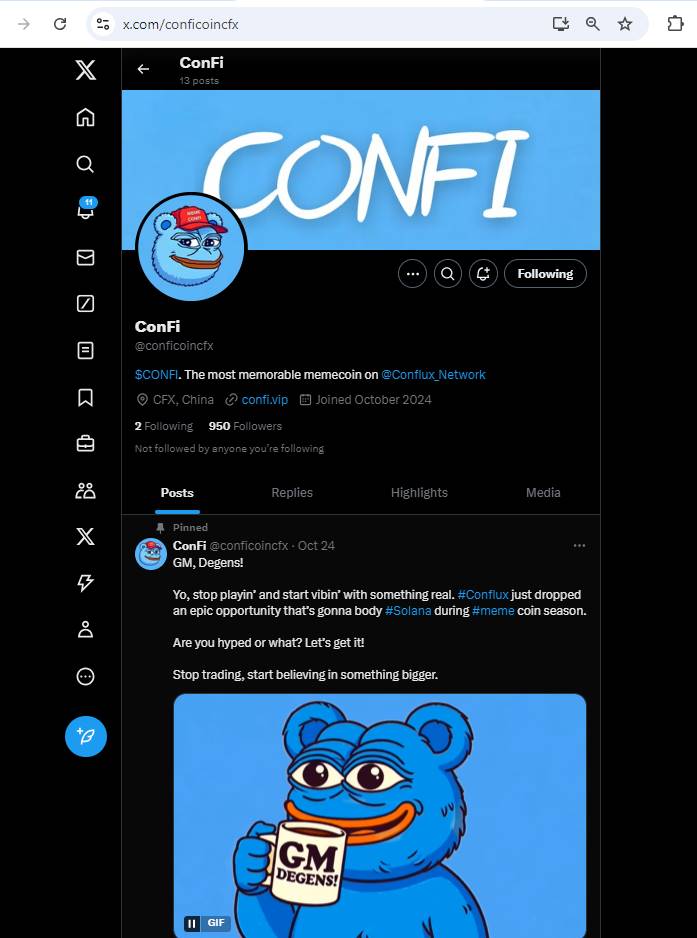 x.com/conficoincfx
ConFi
13 posts
CONFI
MEME
CONFI
11
Following
ConFi
@conficoincfx
$CONFI. The most memorable memecoin on @Conflux_Network
CFX, China confi.vip Joined October 2024
2 Following 950 Followers
Not followed by anyone you're following
Posts Replies Highlights Media
Pinned
ConFi @conficoincfx · Oct 24
GM, Degens!
Yo, stop playin' and start vibin' with something real. #Conflux just dropped
an epic opportunity that's gonna body #Solana during #meme coin season.
Are you hyped or what? Let's get it!
Stop trading, start believing in something bigger.
GM
DEGENS!
GIF